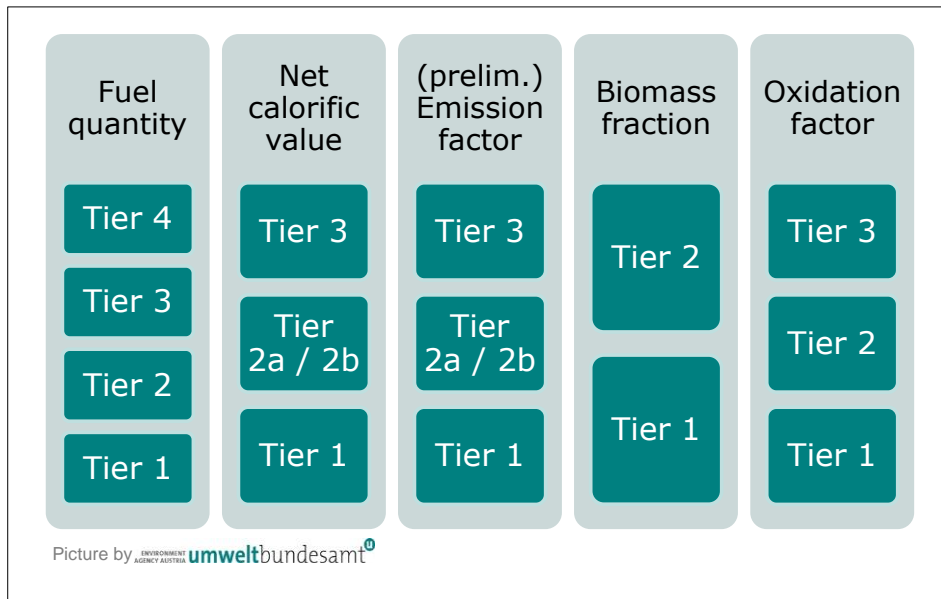 Fuel
quantity
Tier 4
Tier 3
Tier 2
Tier 1
Net
calorific
value
Tier 3
Tier
2a / 2b
Tier 1
(prelim.)
Emission
factor
Tier 3
Tier
2a / 2b
Tier 1
Biomass
fraction
Tier 2
Tier 1
Oxidation
factor
Tier 3
Tier 2
Tier 1
Picture by ENVIRONMENT AGENCY AUSTRIA umweltbundesamt u